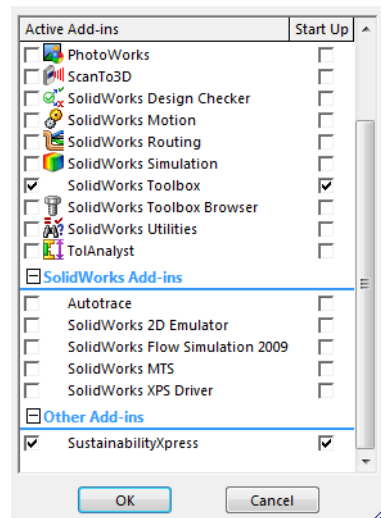 Active Add-ins Start Up
PhotoWorks
ScanTo3D
SolidWorks Design Checker
SolidWorks Motion
SolidWorks Routing
SolidWorks Simulation
SolidWorks Toolbox
SolidWorks Toolbox Browser
SolidWorks Utilities
TolAnalyst
SolidWorks Add-ins
Autotrace
SolidWorks 2D Emulator
SolidWorks Flow Simulation 2009
SolidWorks MTS
SolidWorks XPS Driver
Other Add-ins
SustainabilityXpress
OK Cancel